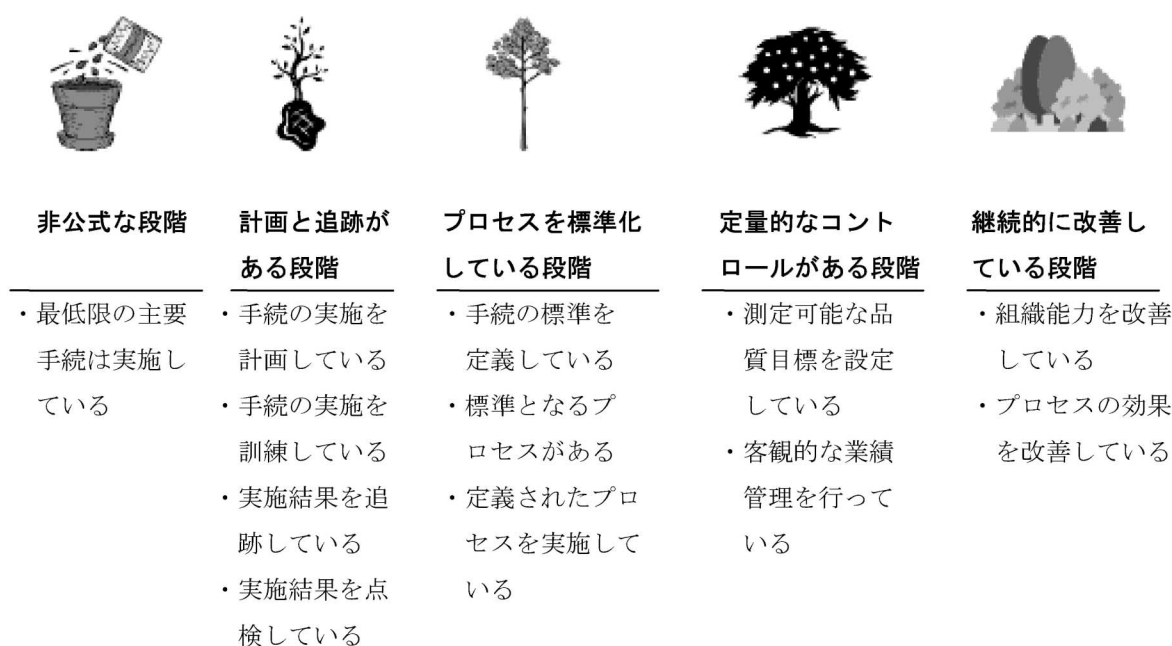 非公式な段階
計画と追跡が
ある段階
プロセスを標準化
している段階
定量的なコント
ロールがある段階
継続的に改善し
ている段階
・最低限の主要
手続は実施し
ている
・手続の実施を
計画している
・手続の実施を
訓練している
・実施結果を追
跡している
・実施結果を点
検している
・手続の標準を
定義している
・標準となるプ
ロセスがある
・定義されたプロ
セスを実施して
いる
・測定可能な品
質目標を設定
している
・客観的な業績
管理を行って
いる
・組織能力を改善
している
・プロセスの効果
を改善している